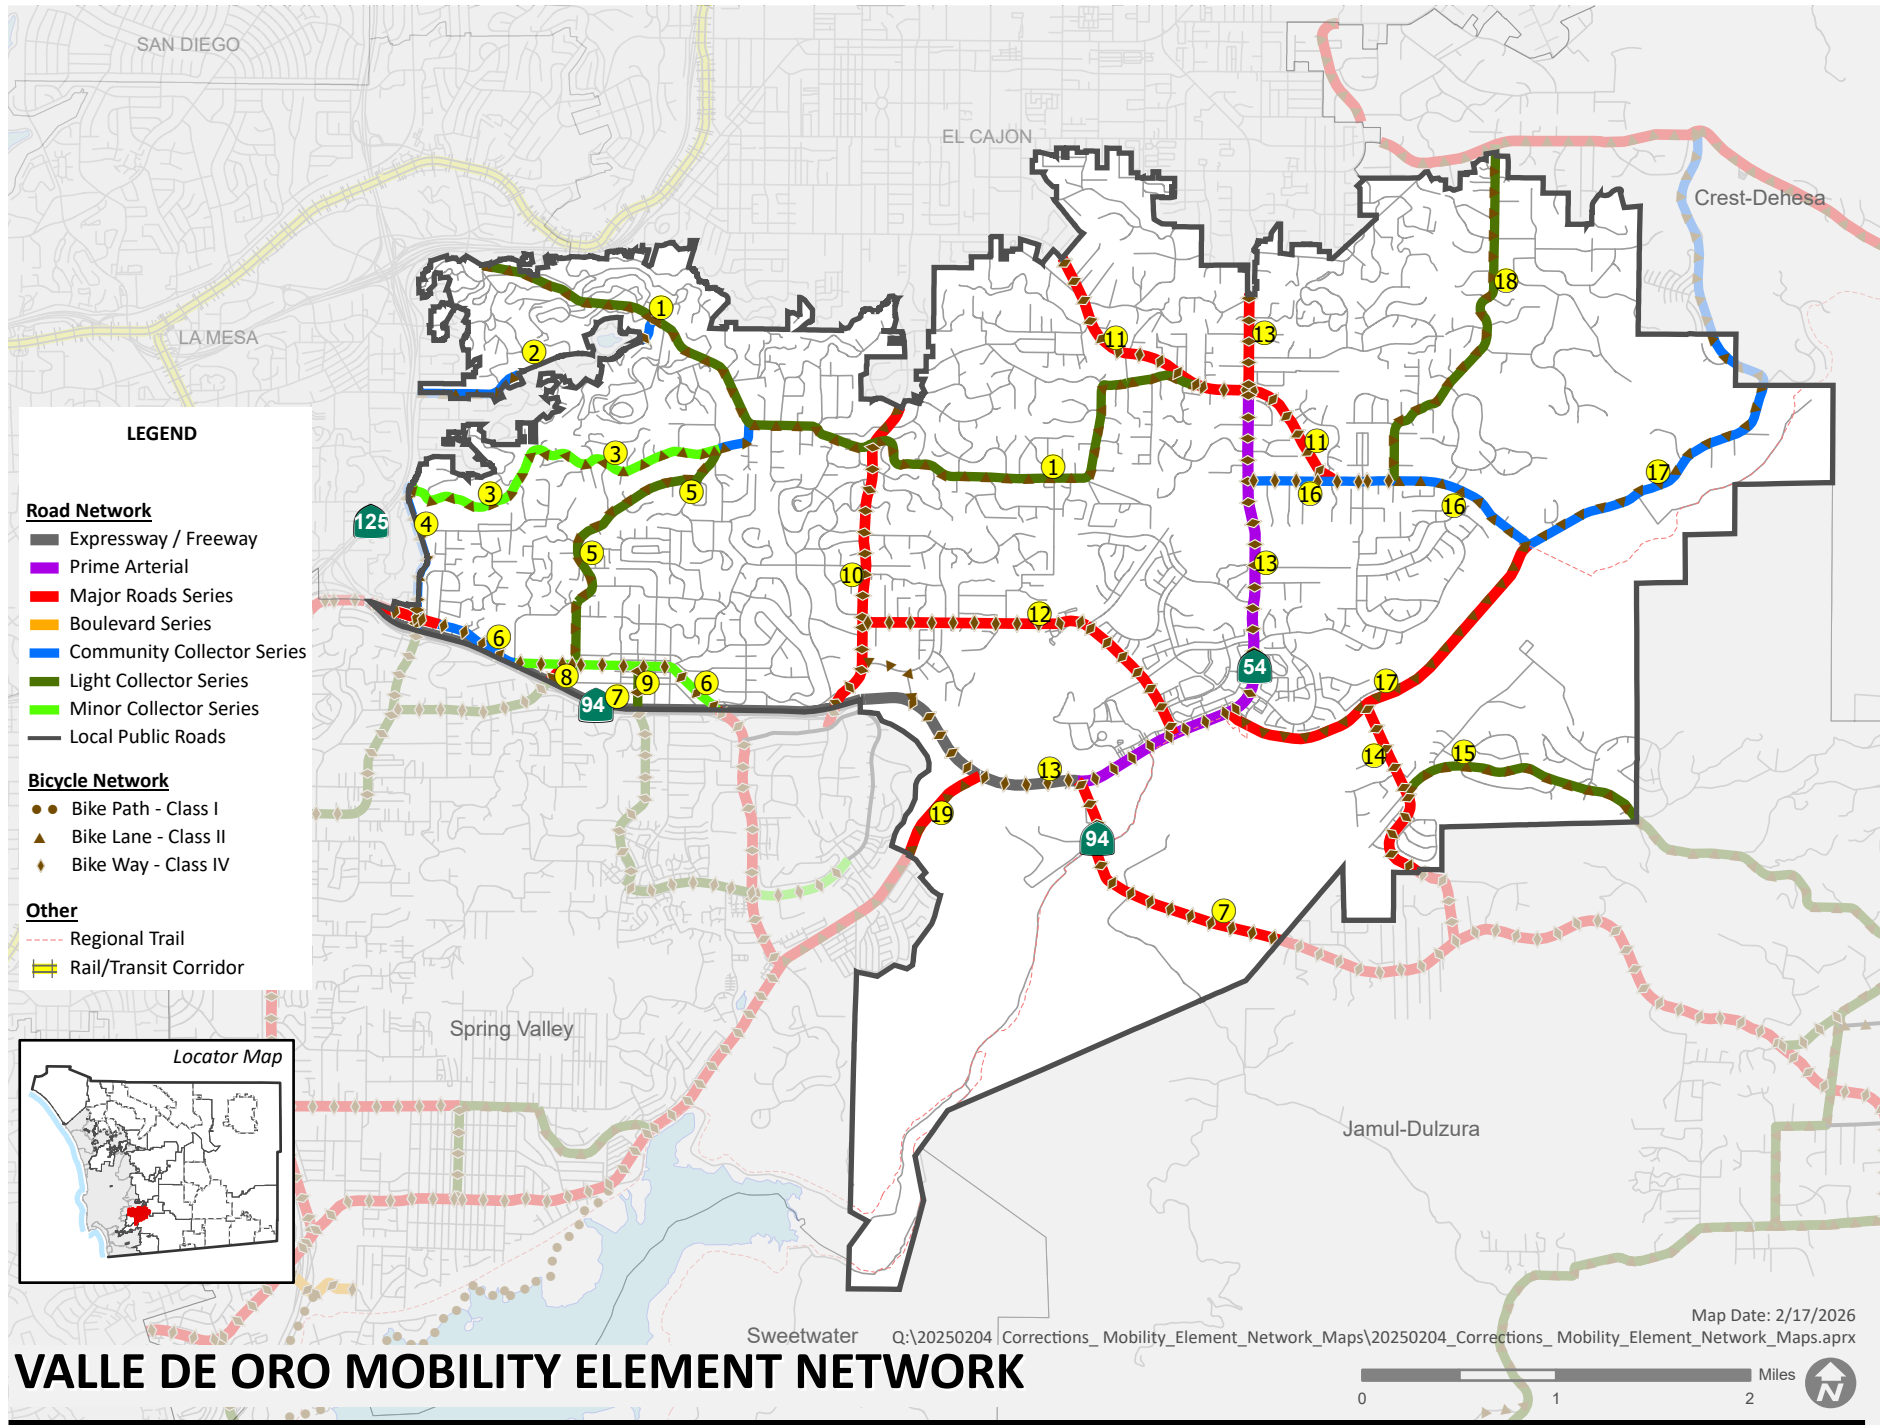 SAN DIEGO
EL CAJON
Crest-Dehesa
LA MESA
1
2
3
3
4
5
5
6
6
7
8
9
10
1
11
11
12
13
13
13
14
15
16
16
17
17
18
19
7
125
94
54
94
LEGEND
Road Network
Expressway / Freeway
Prime Arterial
Major Roads Series
Boulevard Series
Community Collector Series
Light Collector Series
Minor Collector Series
Local Public Roads
Bicycle Network
Bike Path - Class I
Bike Lane - Class II
Bike Way - Class IV
Other
Regional Trail
Rail/Transit Corridor
Spring Valley
Locator Map
Jamul-Dulzura
Sweetwater
Map Date: 2/17/2026
Q:\20250204_Corrections_Mobility_Element_Network_Maps\20250204_Corrections_Mobility_Element_Network_Maps.aprx
VALLE DE ORO MOBILITY ELEMENT NETWORK
Miles
0 1 2
N